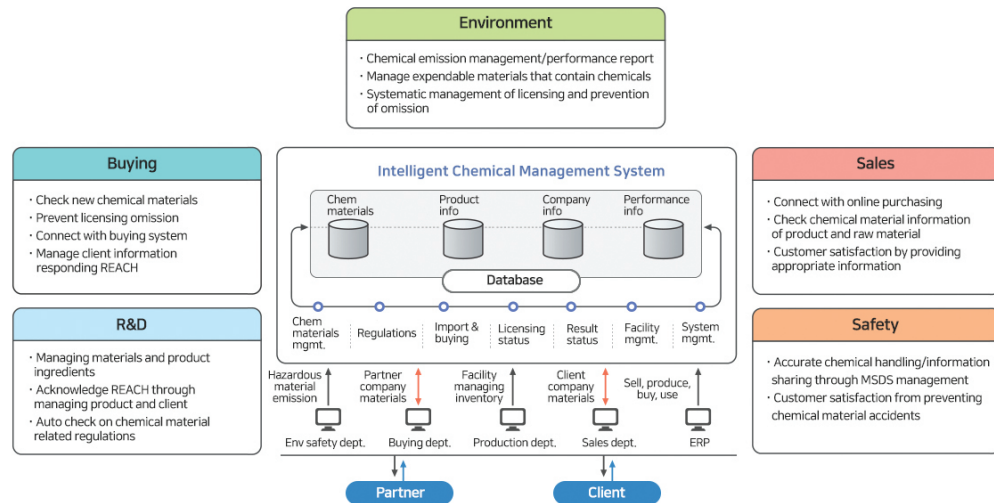 Environment
· Chemical emission management/performance report
· Manage expendable materials that contain chemicals
· Systematic management of licensing and prevention
of omission
Buying
· Check new chemical materials
· Prevent licensing omission
· Connect with buying system
· Manage client information
responding REACH
R&D
· Managing materials and product
ingredients
· Acknowledge REACH through
managing product and client
· Auto check on chemical material
related regulations
Intelligent Chemical Management System
Chem
materials
Product
info
Company
info
Performance
info
Database
Chem
materials
mgmt.
Regulations
Import &
buying
Licensing
status
Result
status
Facility
mgmt.
System
mgmt.
Hazardous
material
emission
Partner
company
materials
Facility
managing
inventory
Client
company
materials
Sell, produce,
buy, use
Env safety dept.
Buying dept.
Production dept.
Sales dept.
ERP
Partner
Client
Sales
· Connect with online purchasing
· Check chemical material information
of product and raw material
· Customer satisfaction by providing
appropriate information
Safety
· Accurate chemical handling/information
sharing through MSDS management
· Customer satisfaction from preventing
chemical material accidents